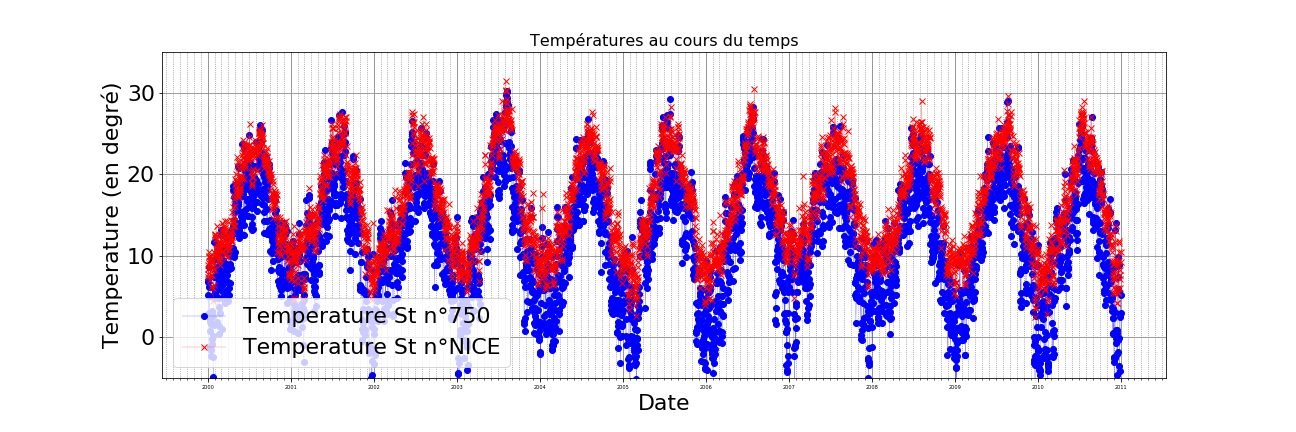 Températures au cours du temps
Temperature (en degré)
30
20
10
0
Temperature St n°750
Temperature St n°NICE
2000 2001 2002 2003 2004 2005 2006 2007 2008 2009 2010 2011
Date